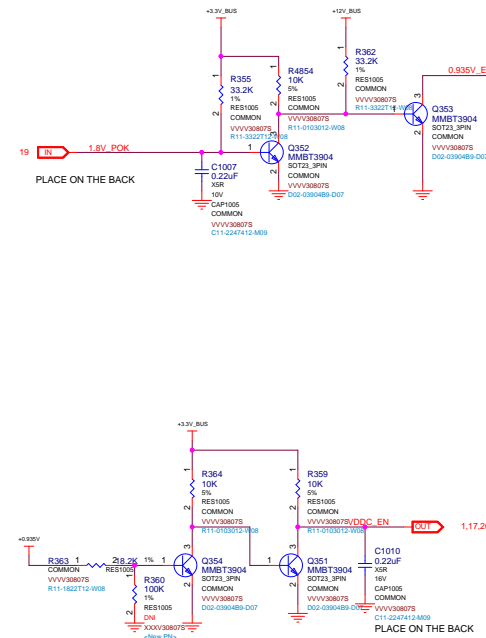 +3.3V_BUS
+12V_BUS
R355
33.2K
1%
RES1005
COMMON
VVVV30807S
R11-3322T12-W08
R4854
10K
5%
RES1005
COMMON
VVVV30807S
R11-0103012-W08
R362
33.2K
1%
RES1005
COMMON
VVVV30807S
0.935V_E
Q353
MMBT3904
SOT23_3PIN
COMMON
VVVV30807S
D02-03904B9-D07
19
IN
1.8V_POK
Q352
MMBT3904
SOT23_3PIN
COMMON
VVVV30807S
D02-03904B9-D07
PLACE ON THE BACK
C1007
0.22uF
X5R
10V
CAP1005
COMMON
VVVV30807S
C11-2247412-M09
+3.3V_BUS
R364
10K
5%
RES1005
COMMON
VVVV30807S
R11-0103012-W08
R359
10K
5%
RES1005
COMMON
VVVV30807S
R11-0103012-W08
VDDC_EN
OUT
1,17,2
+0.935V
R363
18.2K
1%
COMMON
RES1005
VVVV30807S
R11-1822T12-W08
R360
100K
1%
RES1005
COMMON
DNI
XXXV30807S
<New PN>
Q354
MMBT3904
SOT23_3PIN
COMMON
VVVV30807S
D02-03904B9-D07
Q351
MMBT3904
SOT23_3PIN
COMMON
VVVV30807S
C1010
0.22uF
X5R
16V
CAP1005
COMMON
VVVV30807S
C11-2247412-M09
PLACE ON THE BACK